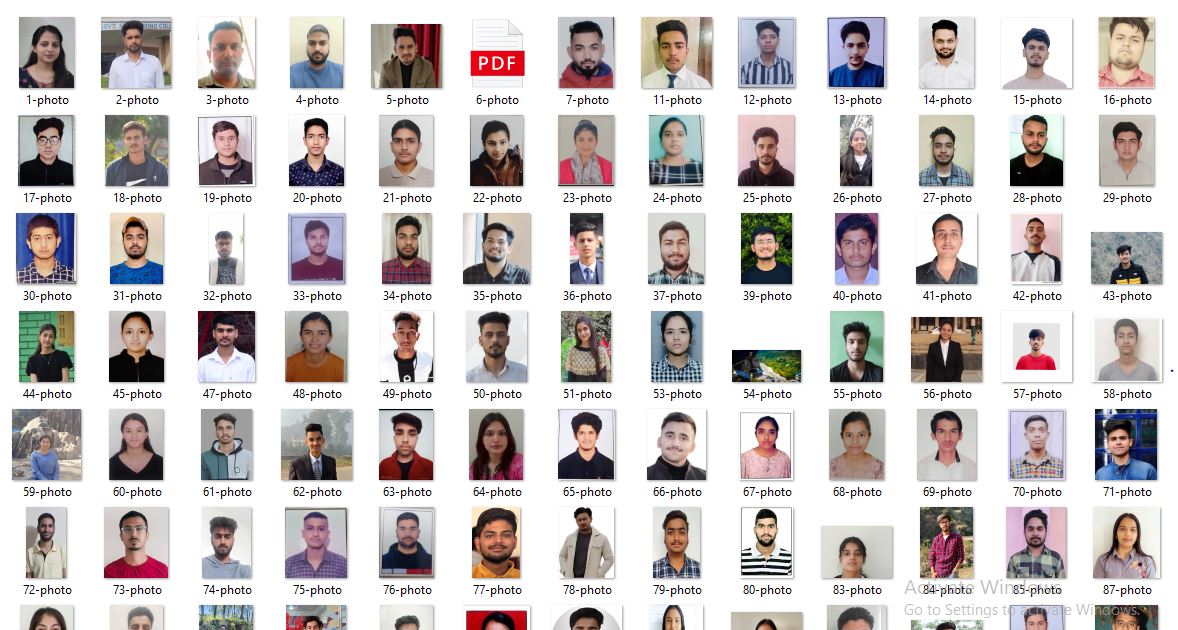 GOVT.
PDF
1-photo 2-photo 3-photo 4-photo 5-photo 6-photo 7-photo 11-photo 12-photo 13-photo 14-photo 15-photo 16-photo
17-photo 18-photo 19-photo 20-photo 21-photo 22-photo 23-photo 24-photo 25-photo 26-photo 27-photo 28-photo 29-photo
30-photo 31-photo 32-photo 33-photo 34-photo 35-photo 36-photo 37-photo 39-photo 40-photo 41-photo 42-photo 43-photo
44-photo 45-photo 47-photo 48-photo 49-photo 50-photo 51-photo 53-photo 54-photo 55-photo 56-photo 57-photo 58-photo
59-photo 60-photo 61-photo 62-photo 63-photo 64-photo 65-photo 66-photo 67-photo 68-photo 69-photo 70-photo 71-photo
72-photo 73-photo 74-photo 75-photo 76-photo 77-photo 78-photo 79-photo 80-photo 83-photo 84-photo 85-photo 87-photo
Activate Windows
Go to Settings to activate Windows.